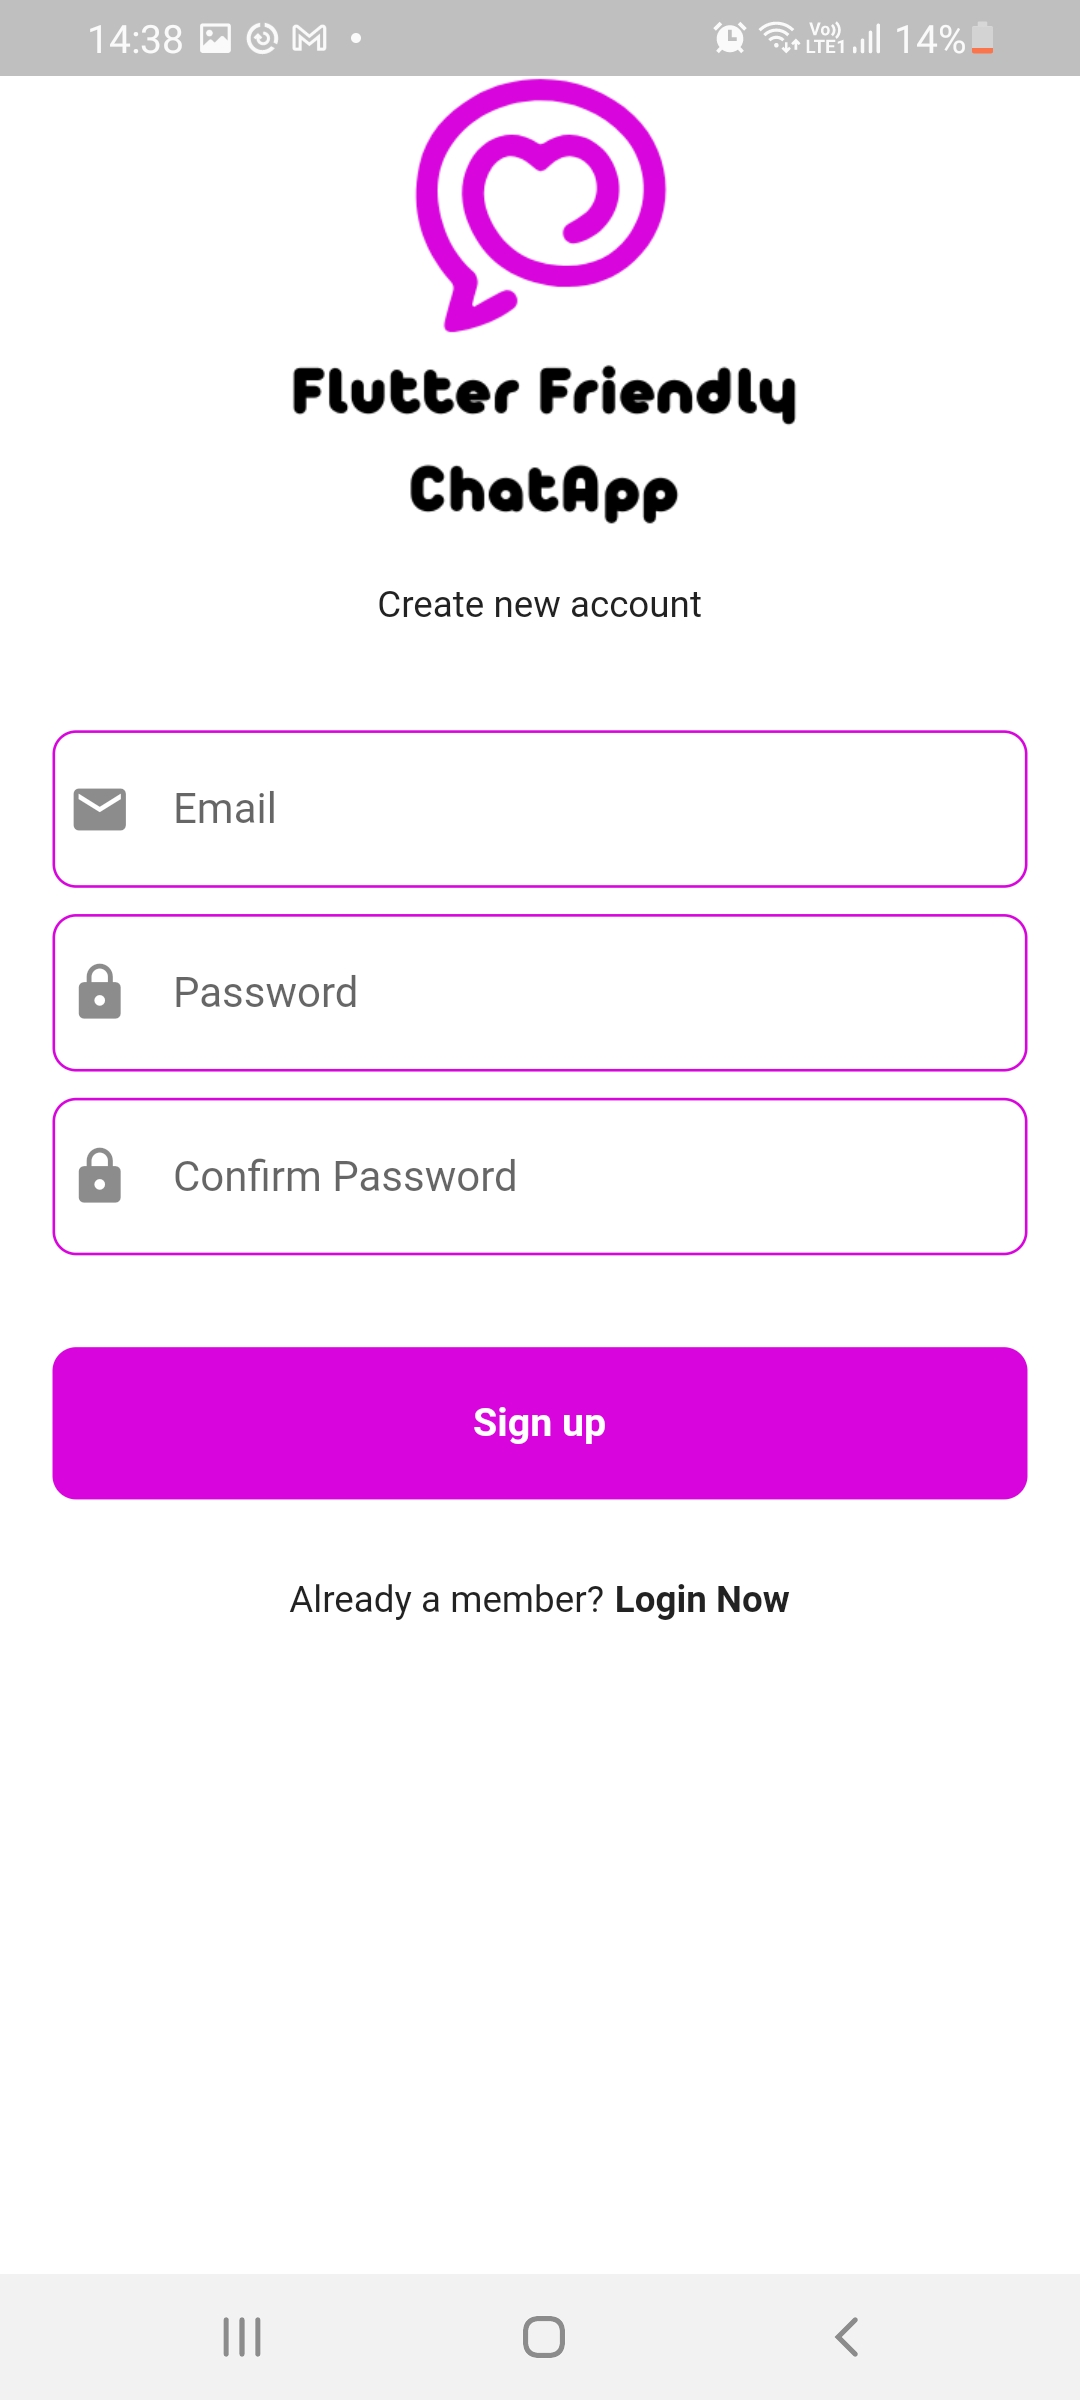 14:38 Vo)) LTE1 14%
Flutter Friendly
ChatApp
Create new account
Email
Password
Confirm Password
Sign up
Already a member? Login Now